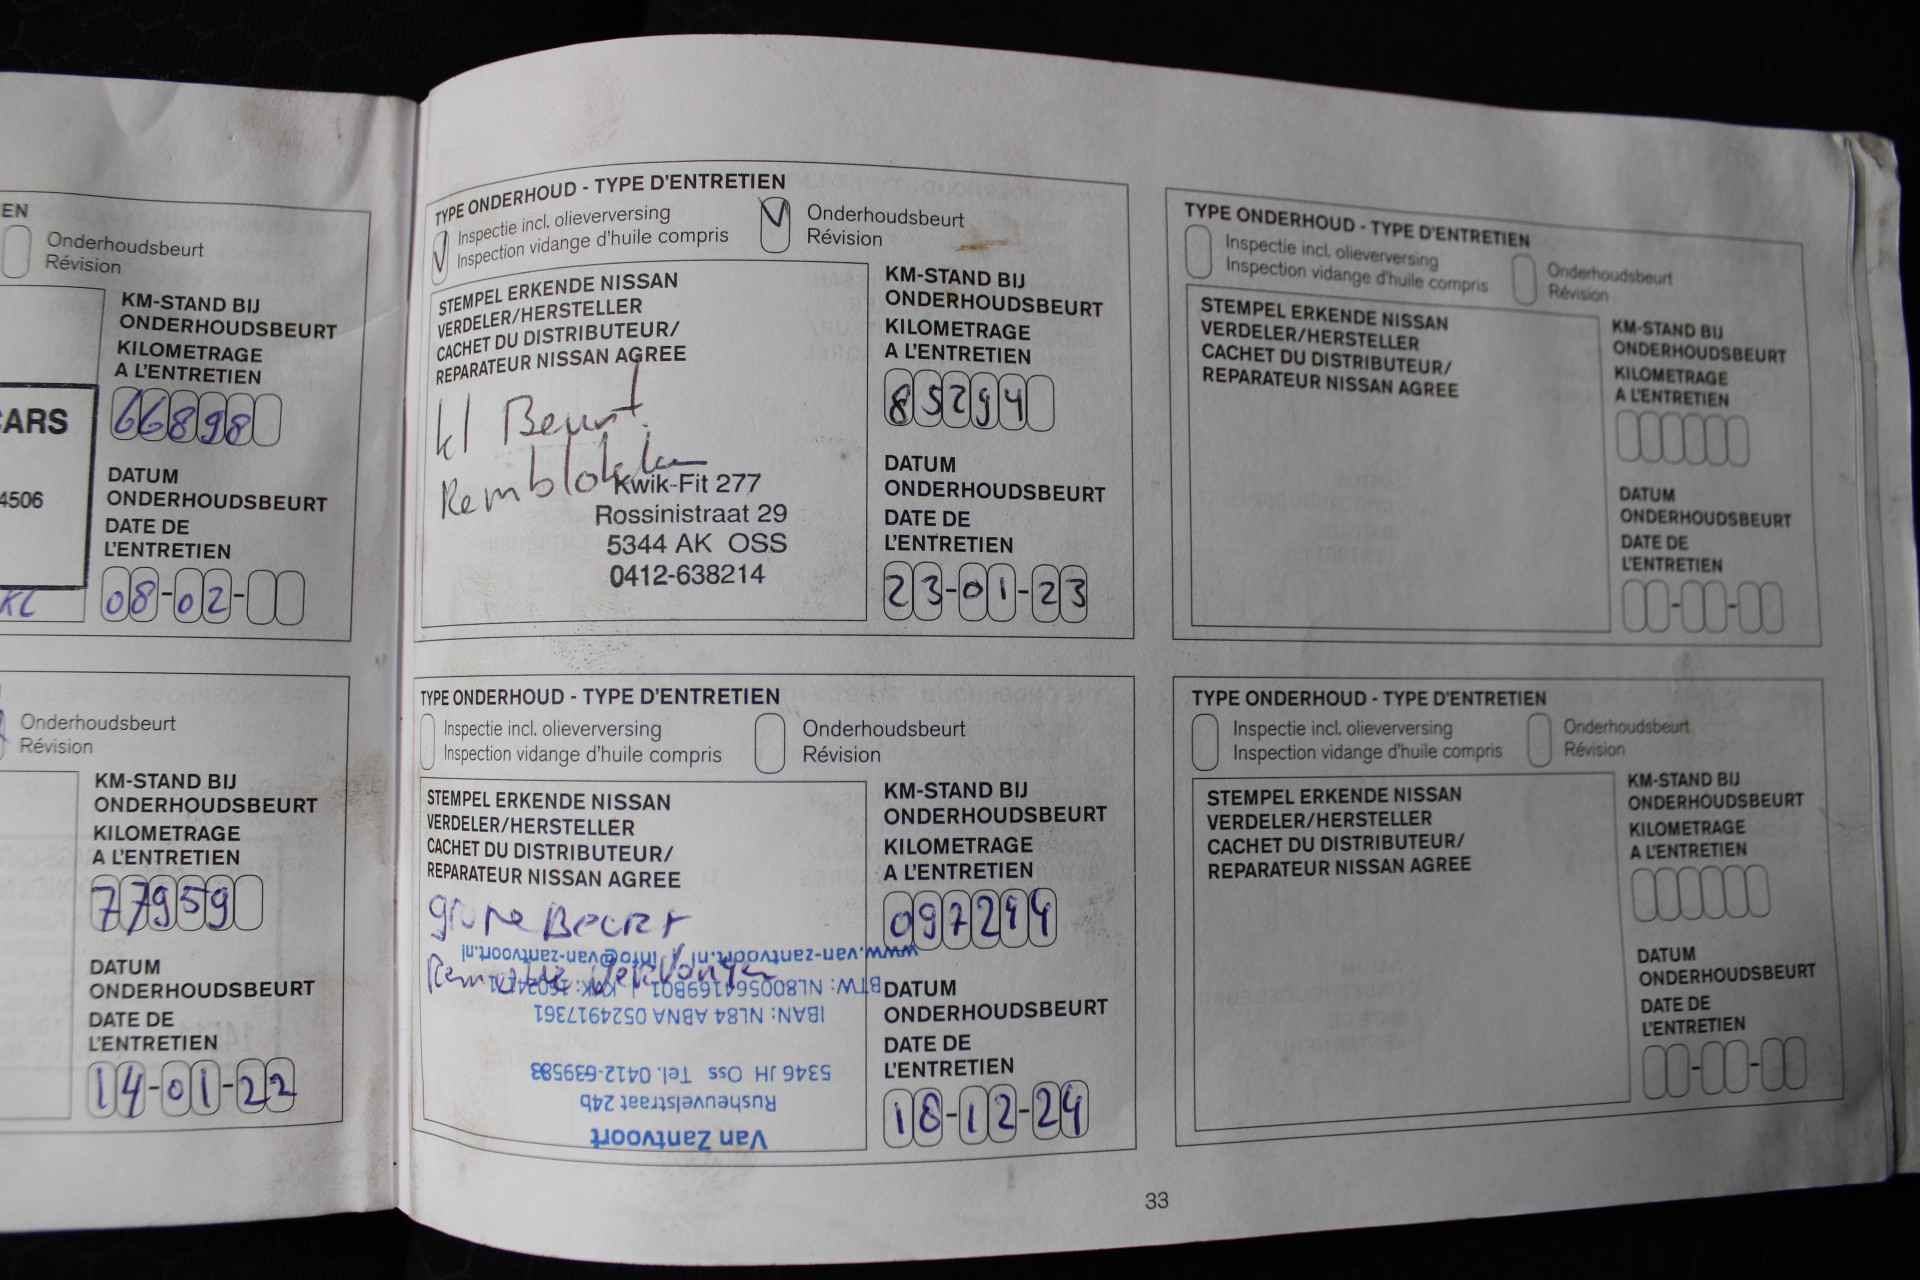 EN
Onderhoudsbeurt
Révision
KM-STAND BIJ
ONDERHOUDSBEURT
KILOMETRAGE
A L'ENTRETIEN
66898
CARS
4506
DATUM
ONDERHOUDSBEURT
DATE DE
L'ENTRETIEN
08-02-
KC
Onderhoudsbeurt
Révision
KM-STAND BIJ
ONDERHOUDSBEURT
KILOMETRAGE
A L'ENTRETIEN
77959
DATUM
ONDERHOUDSBEURT
DATE DE
L'ENTRETIEN
14-01-22
TYPE ONDERHOUD - TYPE D'ENTRETIEN
Inspectie incl. olieverversing
Inspection vidange d'huile compris
Onderhoudsbeurt
Révision
STEMPEL ERKENDE NISSAN
VERDELER/HERSTELLER
CACHET DU DISTRIBUTEUR/
REPARATEUR NISSAN AGREE
kl Beurt
Remblokken
Kwik-Fit 277
Rossinistraat 29
5344 AK OSS
0412-638214
KM-STAND BIJ
ONDERHOUDSBEURT
KILOMETRAGE
A L'ENTRETIEN
85294
DATUM
ONDERHOUDSBEURT
DATE DE
L'ENTRETIEN
23-01-23
TYPE ONDERHOUD - TYPE D'ENTRETIEN
Inspectie incl. olieverversing
Inspection vidange d'huile compris
Onderhoudsbeurt
Révision
STEMPEL ERKENDE NISSAN
VERDELER/HERSTELLER
CACHET DU DISTRIBUTEUR/
REPARATEUR NISSAN AGREE
grote Beurt
Van Zantvoort
Rusheuvelstraat 24b
5346 JH Oss Tel. 0412-639583
IBAN: NL84 ABNA 0524917361
BTW: NL800564169B01 | KvK:
www.van-zantvoort.nl / info@van-zantvoort.nl
KM-STAND BIJ
ONDERHOUDSBEURT
KILOMETRAGE
A L'ENTRETIEN
097244
DATUM
ONDERHOUDSBEURT
DATE DE
L'ENTRETIEN
18-12-24
TYPE ONDERHOUD - TYPE D'ENTRETIEN
Inspectie incl. olieverversing
Inspection vidange d'huile compris
Onderhoudsbeurt
Révision
STEMPEL ERKENDE NISSAN
VERDELER/HERSTELLER
CACHET DU DISTRIBUTEUR/
REPARATEUR NISSAN AGREE
KM-STAND BIJ
ONDERHOUDSBEURT
KILOMETRAGE
A L'ENTRETIEN
DATUM
ONDERHOUDSBEURT
DATE DE
L'ENTRETIEN
TYPE ONDERHOUD - TYPE D'ENTRETIEN
Inspectie incl. olieverversing
Inspection vidange d'huile compris
Onderhoudsbeurt
Révision
STEMPEL ERKENDE NISSAN
VERDELER/HERSTELLER
CACHET DU DISTRIBUTEUR/
REPARATEUR NISSAN AGREE
KM-STAND BIJ
ONDERHOUDSBEURT
KILOMETRAGE
A L'ENTRETIEN
DATUM
ONDERHOUDSBEURT
DATE DE
L'ENTRETIEN
33